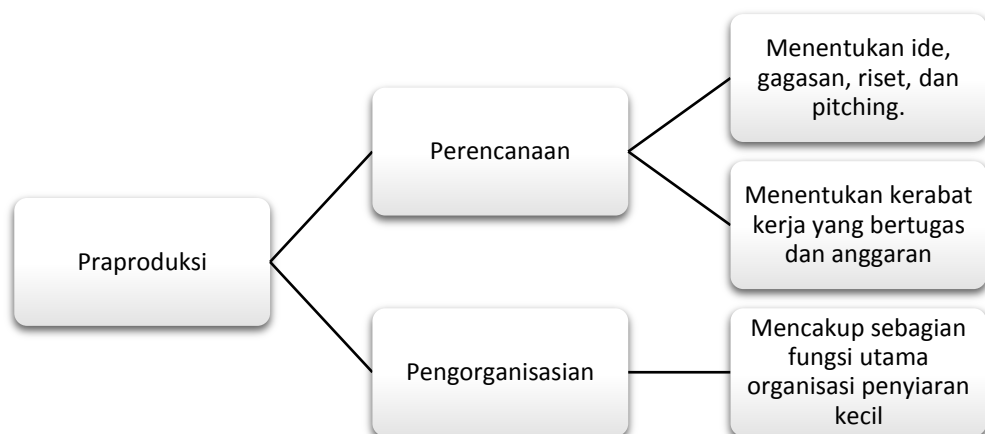 Praproduksi
Perencanaan
Menentukan ide,
gagasan, riset, dan
pitching.
Menentukan kerabat
kerja yang bertugas
dan anggaran
Pengorganisasian
Mencakup sebagian
fungsi utama
organisasi penyiaran
kecil